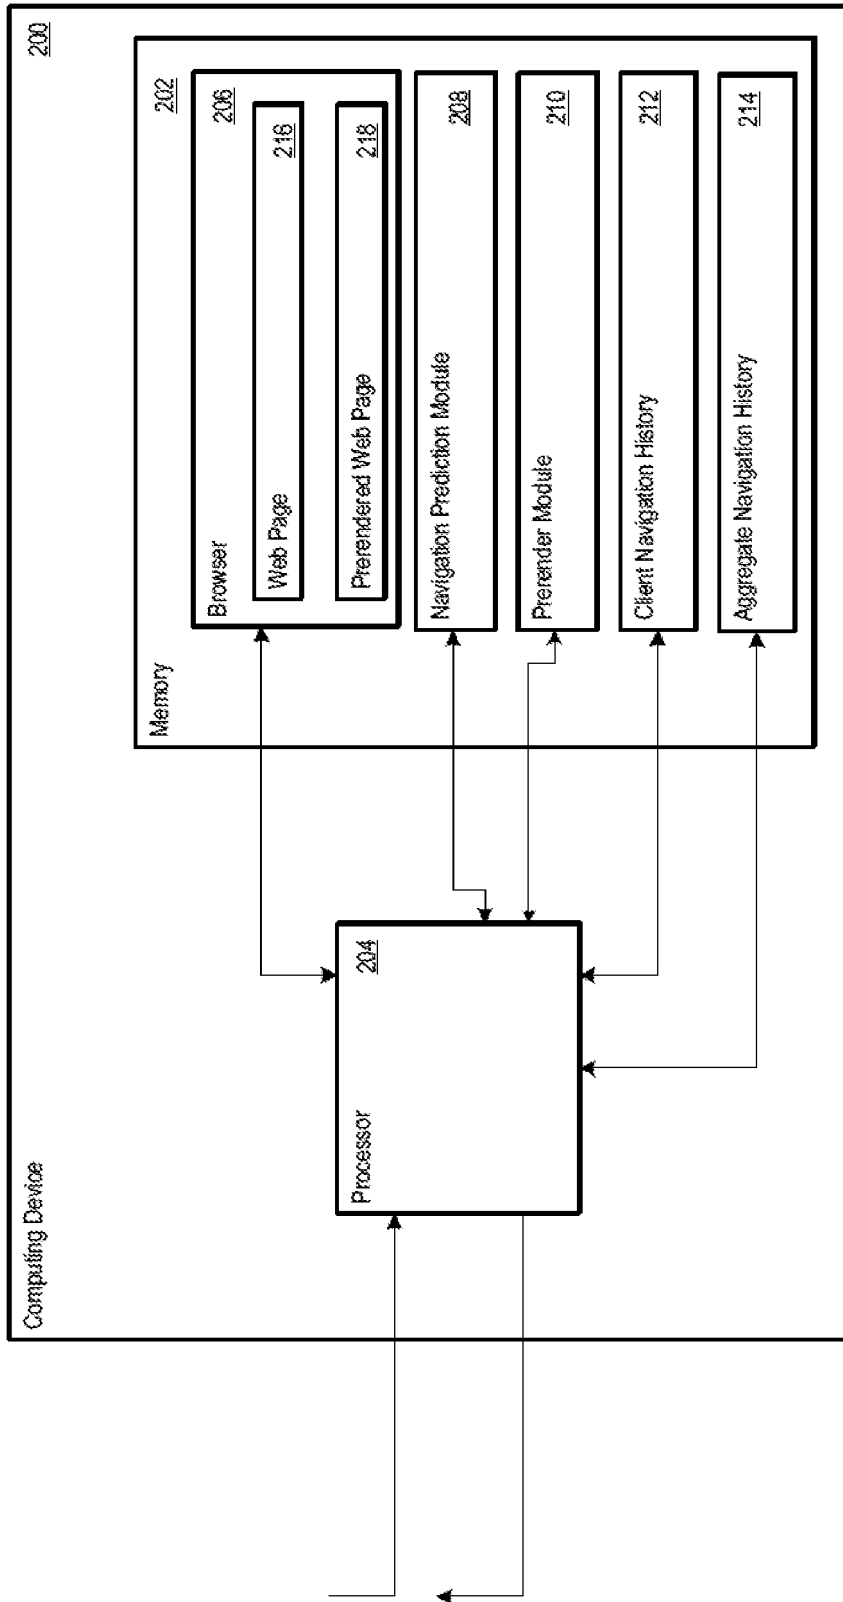 Computing Device
200
Memory
202
Browser
206
Web Page
216
Prerendered Web Page
218
Navigation Prediction Module
208
Prerender Module
210
Client Navigation History
212
Aggregate Navigation History
214
Processor
204